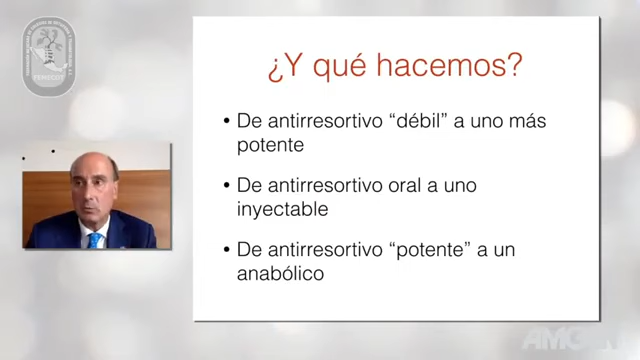 ¿Y qué hacemos?
• De antirresortivo “débil” a uno más
potente
• De antirresortivo oral a uno
inyectable
• De antirresortivo “potente” a un
anabólico
FEMECOT
AMGEN